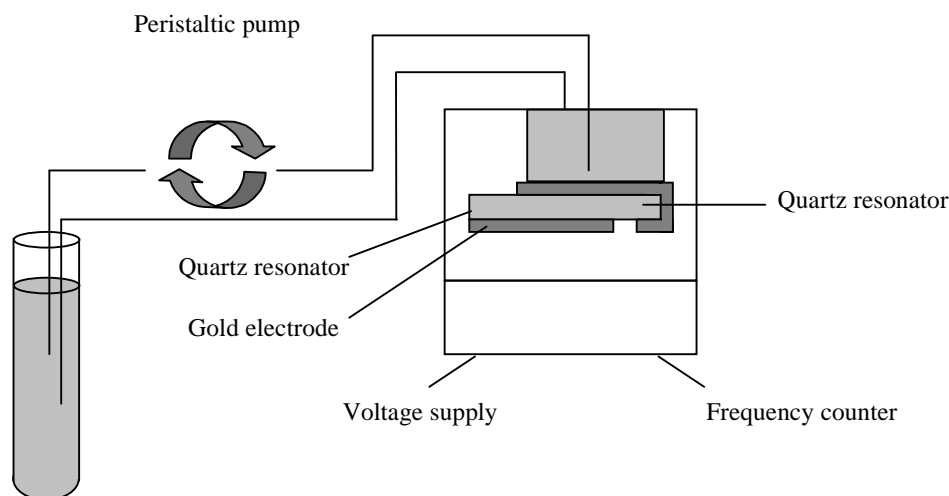 Peristaltic pump
Quartz resonator
Quartz resonator
Gold electrode
Voltage supply
Frequency counter